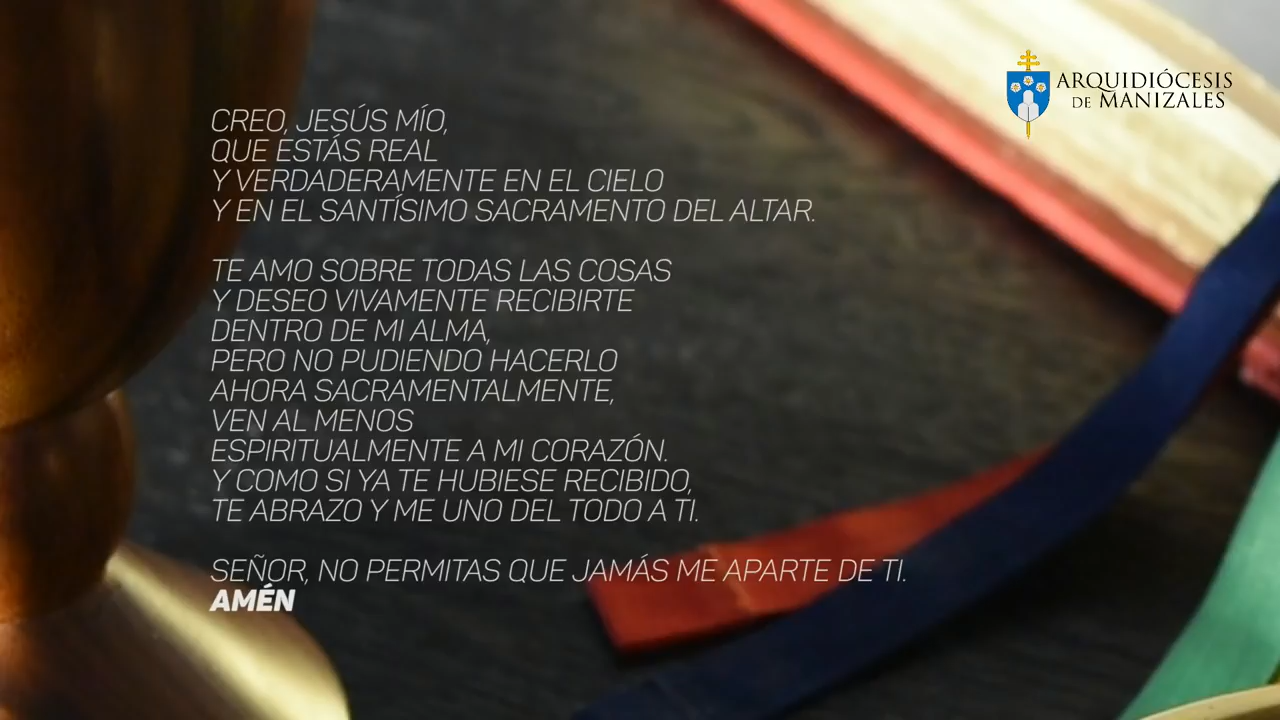 ARQUIDIÓCESIS
DE MANIZALES
CREO, JESÚS MÍO,
QUE ESTÁS REAL
Y VERDADERAMENTE EN EL CIELO
Y EN EL SANTÍSIMO SACRAMENTO DEL ALTAR.
TE AMO SOBRE TODAS LAS COSAS
Y DESEO VIVAMENTE RECIBIRTE
DENTRO DE MI ALMA,
PERO NO PUDIENDO HACERLO
AHORA SACRAMENTALMENTE,
VEN AL MENOS
ESPIRITUALMENTE A MI CORAZÓN.
Y COMO SI YA TE HUBIESE RECIBIDO,
TE ABRAZO Y ME UNO DEL TODO A TI.
SEÑOR, NO PERMITAS QUE JAMÁS ME APARTE DE TI.
AMÉN